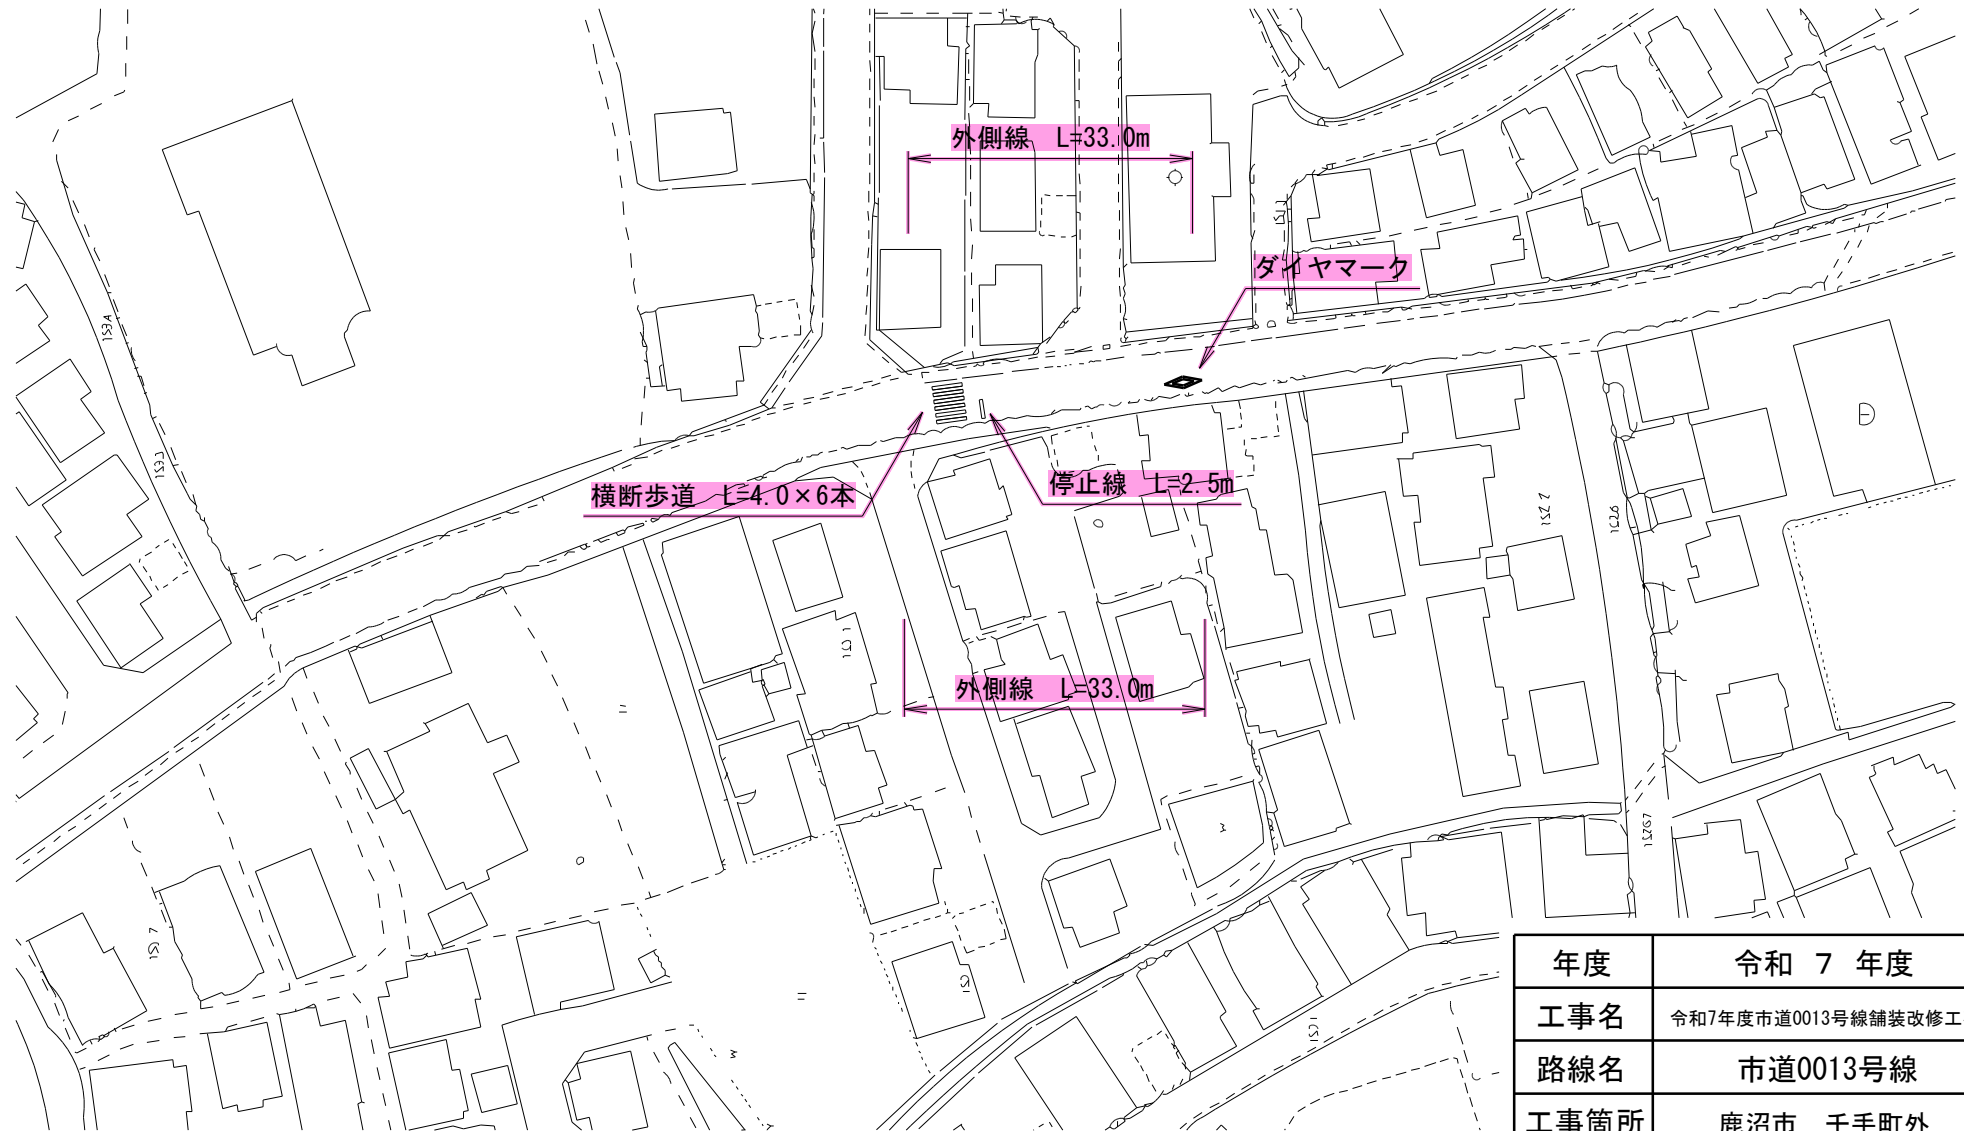 外側線 L=33.0m
ダイヤマーク
横断歩道 L=4.0×6本
停止線 L=2.5m
外側線 L=33.0m
年度 令和 7 年度
工事名 令和7年度市道0013号線舗装改修工
路線名 市道0013号線
工事箇所 鹿沼市 千手町外